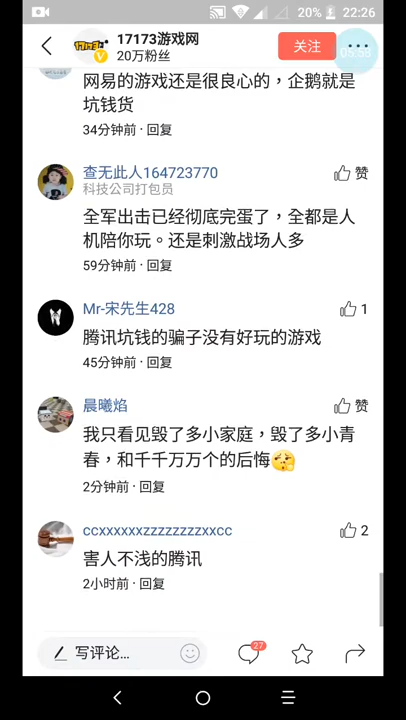 20% 22:26
17173
17173游戏网
20万粉丝
关注
05:55
网易的游戏还是很良心的，企鹅就是
坑钱货
34分钟前 · 回复
查无此人164723770
赞
科技公司打包员
全军出击已经彻底完蛋了，全都是人
机陪你玩。还是刺激战场人多
59分钟前 · 回复
Mr-宋先生428
1
腾讯坑钱的骗子没有好玩的游戏
45分钟前 · 回复
晨曦焰
赞
我只看见毁了多小家庭，毁了多小青
春，和千千万万个的后悔
2分钟前 · 回复
ccxxxxxxzzzzzzzzxxcc
2
害人不浅的腾讯
2小时前 · 回复
写评论...
27